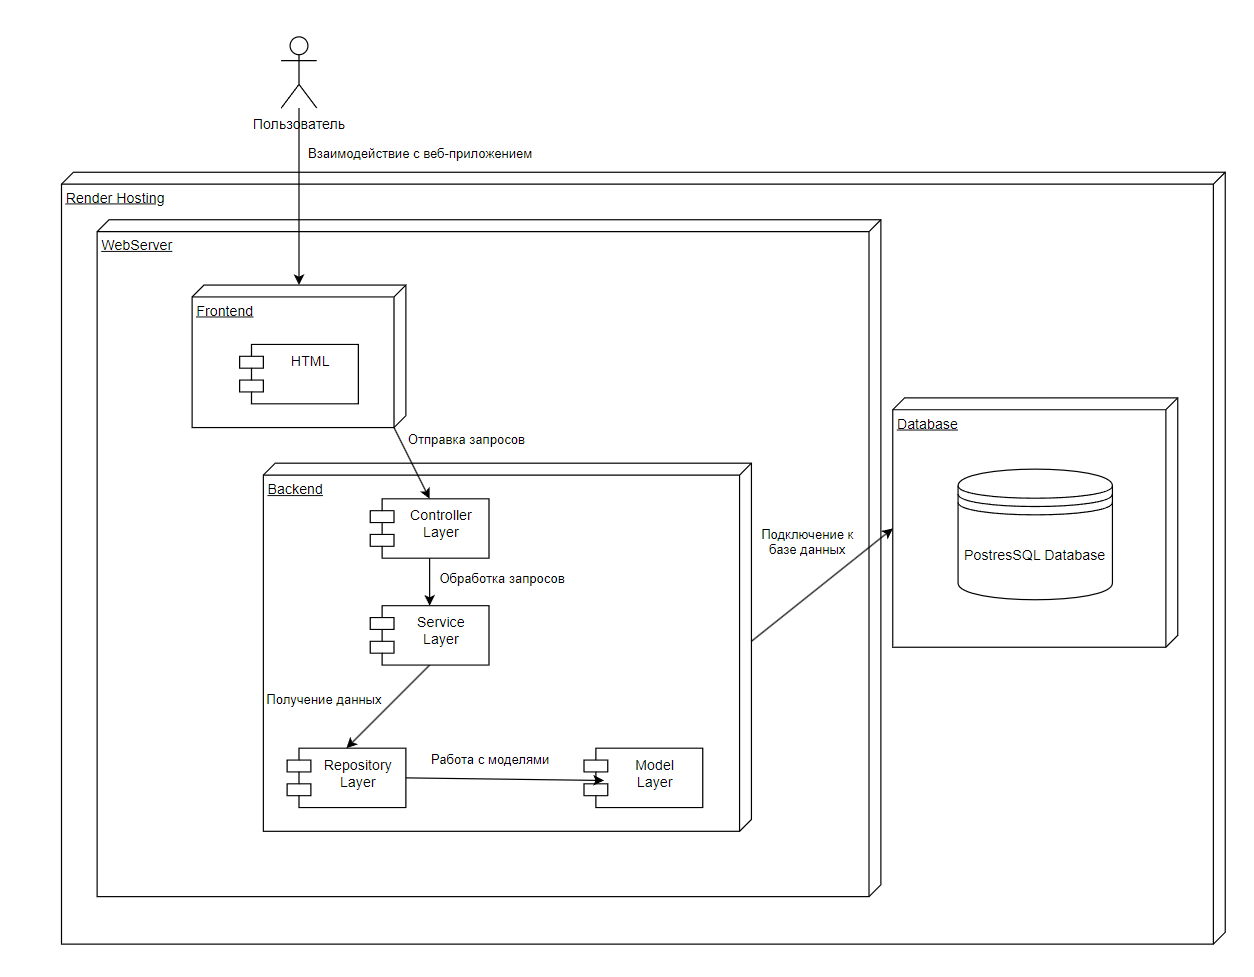 Пользователь
Взаимодействие с веб-приложением
Render Hosting
WebServer
Frontend
HTML
Отправка запросов
Backend
Controller
Layer
Обработка запросов
Service
Layer
Получение данных
Repository
Layer
Работа с моделями
Model
Layer
Подключение к
базе данных
Database
PostresSQL Database